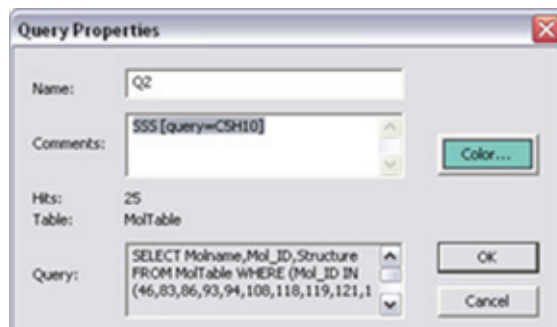 Query Properties
Name:
Q2
Comments:
SSS [query=C5H10]
Color...
Hits:
25
Table:
MolTable
Query:
SELECT Molname,Mol_ID,Structure
FROM MolTable WHERE (Mol_ID IN
(46,83,86,93,94,108,118,119,121,1
OK
Cancel